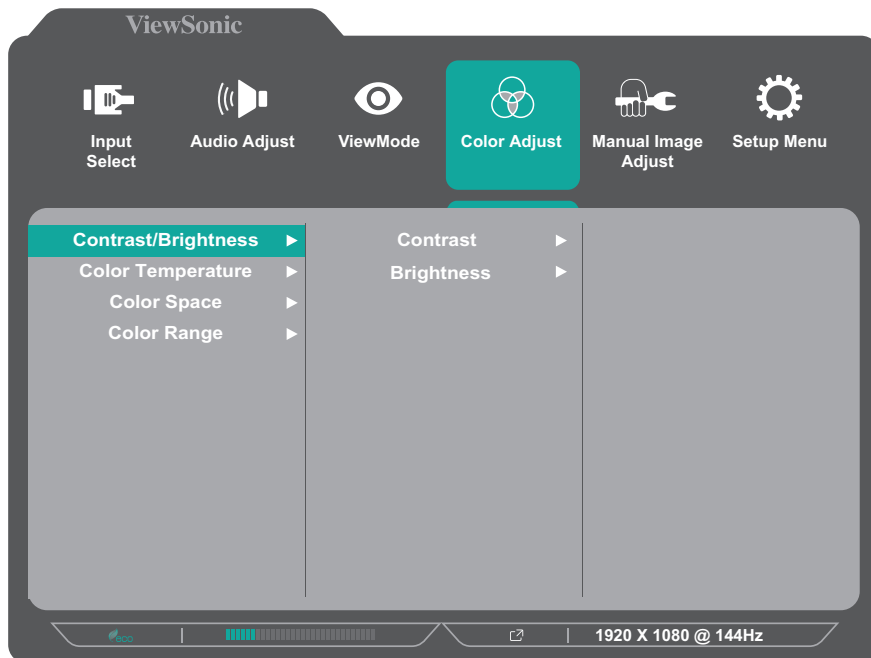 ViewSonic
Input
Select
Audio Adjust
ViewMode
Color Adjust
Manual Image
Adjust
Setup Menu
Contrast/Brightness
Contrast
Color Temperature
Brightness
Color Space
Color Range
eco
1920 X 1080 @ 144Hz